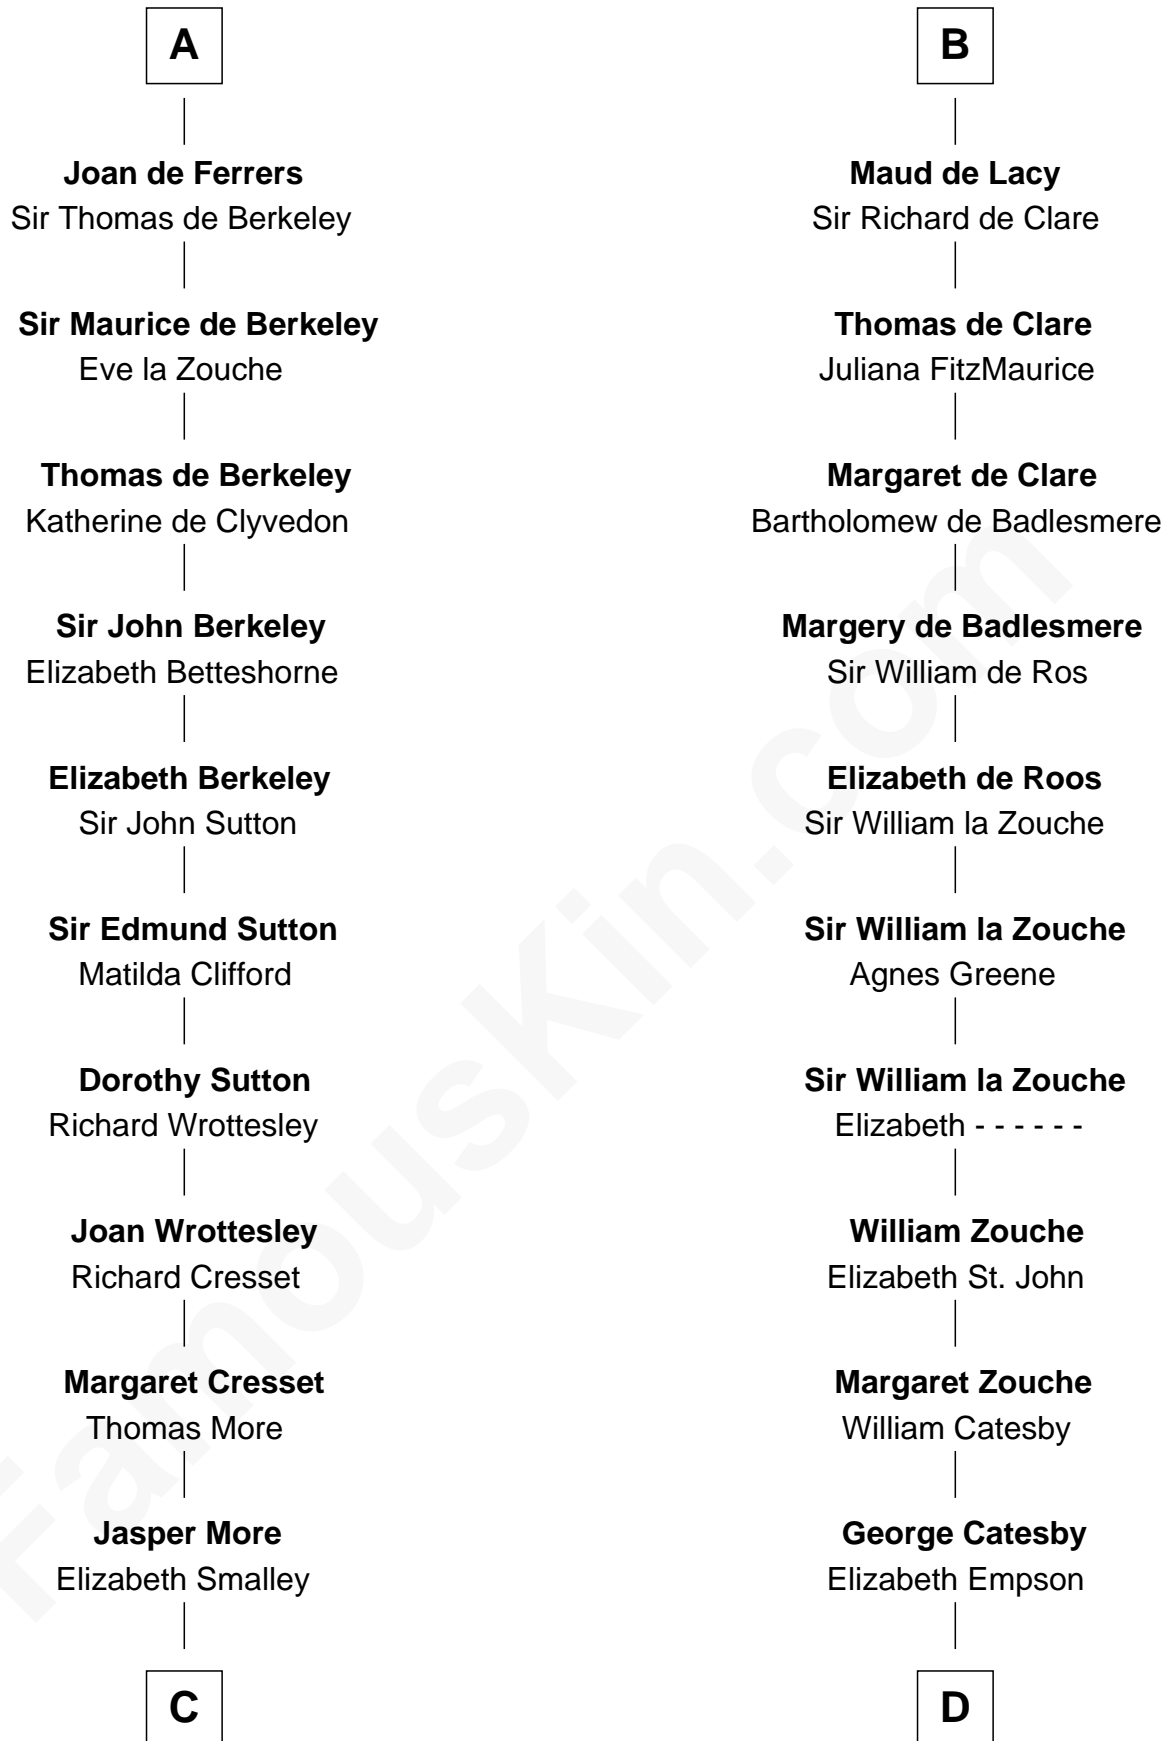 A
Joan de Ferrers
Sir Thomas de Berkeley
Sir Maurice de Berkeley
Eve la Zouche
Thomas de Berkeley
Katherine de Clyvedon
Sir John Berkeley
Elizabeth Betteshorne
Elizabeth Berkeley
Sir John Sutton
Sir Edmund Sutton
Matilda Clifford
Dorothy Sutton
Richard Wrottesley
Joan Wrottesley
Richard Cresset
Margaret Cresset
Thomas More
Jasper More
Elizabeth Smalley
C
B
Maud de Lacy
Sir Richard de Clare
Thomas de Clare
Juliana FitzMaurice
Margaret de Clare
Bartholomew de Badlesmere
Margery de Badlesmere
Sir William de Ros
Elizabeth de Roos
Sir William la Zouche
Sir William la Zouche
Agnes Greene
Sir William la Zouche
Elizabeth - - - - - -
William Zouche
Elizabeth St. John
Margaret Zouche
William Catesby
George Catesby
Elizabeth Empson
D
FamousKin.com